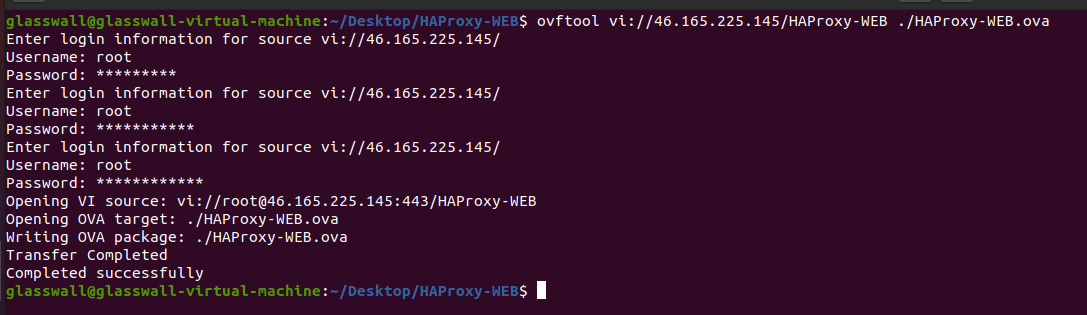 glasswall@glasswall-virtual-machine:~/Desktop/HAProxy-WEB$ ovftool vi://46.165.225.145/HAProxy-WEB ./HAProxy-WEB.ova
Enter login information for source vi://46.165.225.145/
Username: root
Password: *********
Enter login information for source vi://46.165.225.145/
Username: root
Password: ***********
Enter login information for source vi://46.165.225.145/
Username: root
Password: ************
Opening VI source: vi://root@46.165.225.145:443/HAProxy-WEB
Opening OVA target: ./HAProxy-WEB.ova
Writing OVA package: ./HAProxy-WEB.ova
Transfer Completed
Completed successfully
glasswall@glasswall-virtual-machine:~/Desktop/HAProxy-WEB$